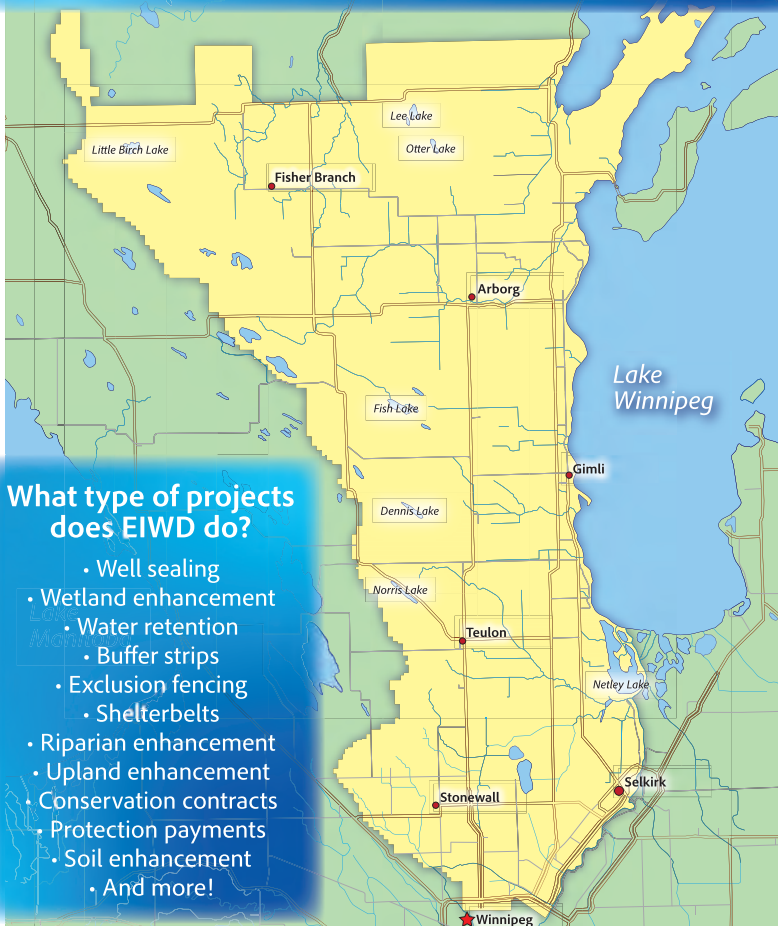 Lee Lake
Otter Lake
Little Birch Lake
Fisher Branch
Arborg
Lake
Winnipeg
Fish Lake
Gimli
Dennis Lake
Norris Lake
Teulon
Netley Lake
Selkirk
Stonewall
Winnipeg
What type of projects
does EIWD do?
• Well sealing
• Wetland enhancement
• Water retention
• Buffer strips
• Exclusion fencing
• Shelterbelts
• Riparian enhancement
• Upland enhancement
• Conservation contracts
• Protection payments
• Soil enhancement
• And more!
Lake
Manitoba